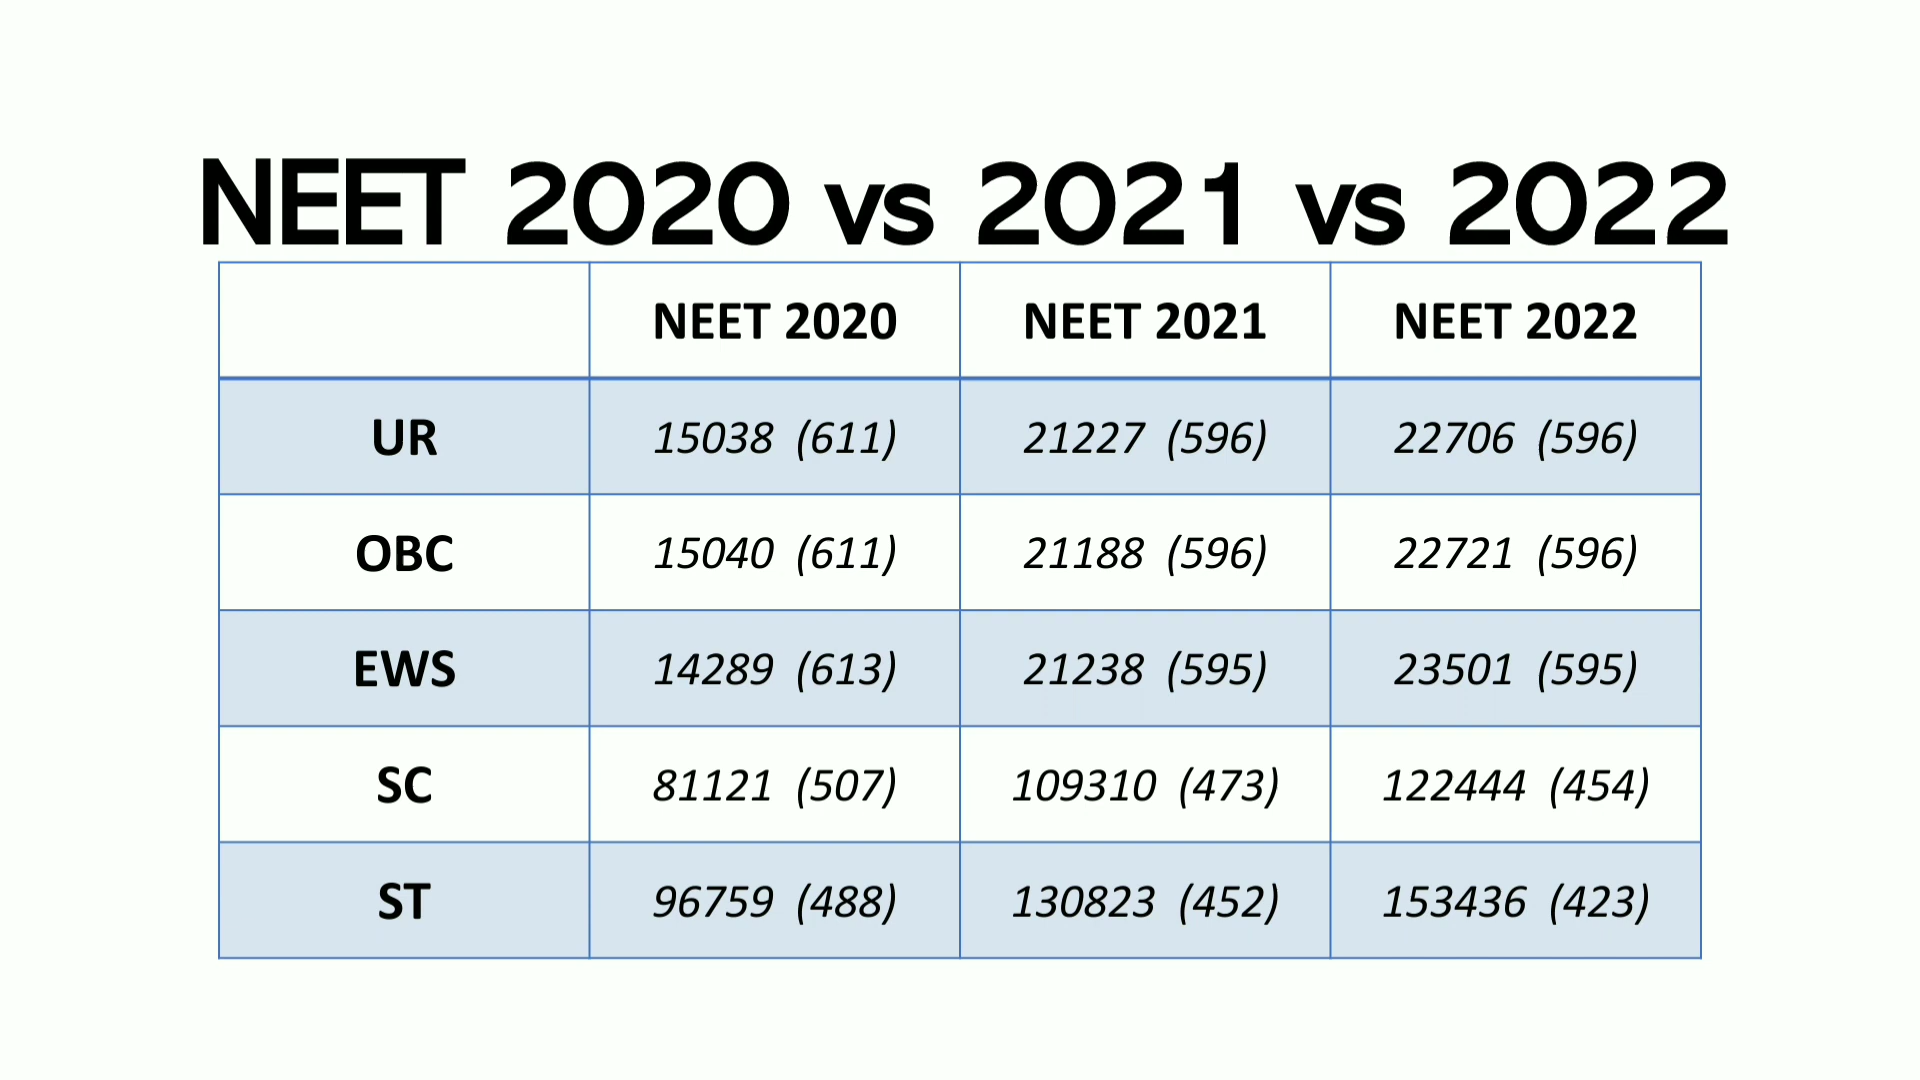 NEET 2020 vs 2021 vs 2022
NEET 2020 NEET 2021 NEET 2022
UR 15038 (611) 21227 (596) 22706 (596)
OBC 15040 (611) 21188 (596) 22721 (596)
EWS 14289 (613) 21238 (595) 23501 (595)
SC 81121 (507) 109310 (473) 122444 (454)
ST 96759 (488) 130823 (452) 153436 (423)